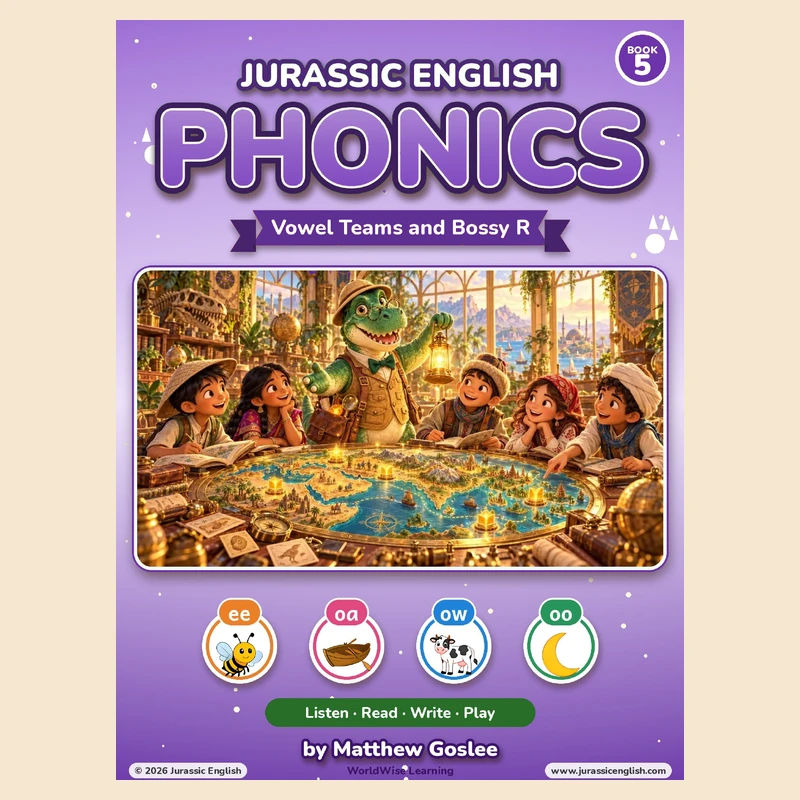 BOOK
5
JURASSIC ENGLISH
PHONICS
Vowel Teams and Bossy R
ee
oa
ow
oo
Listen · Read · Write · Play
by Matthew Goslee
© 2026 Jurassic English
WorldWise Learning
www.jurassicenglish.com